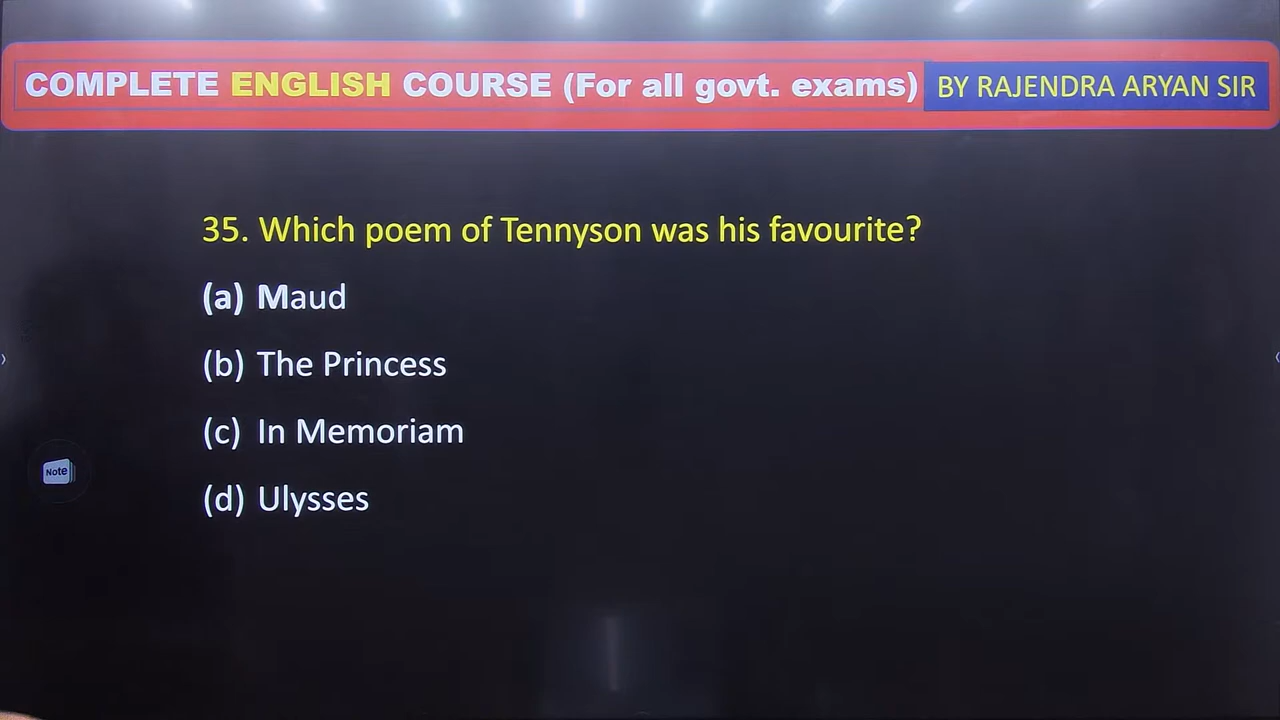 COMPLETE ENGLISH COURSE (For all govt. exams) BY RAJENDRA ARYAN SIR
35. Which poem of Tennyson was his favourite?
(a) Maud
(b) The Princess
(c) In Memoriam
Note
(d) Ulysses